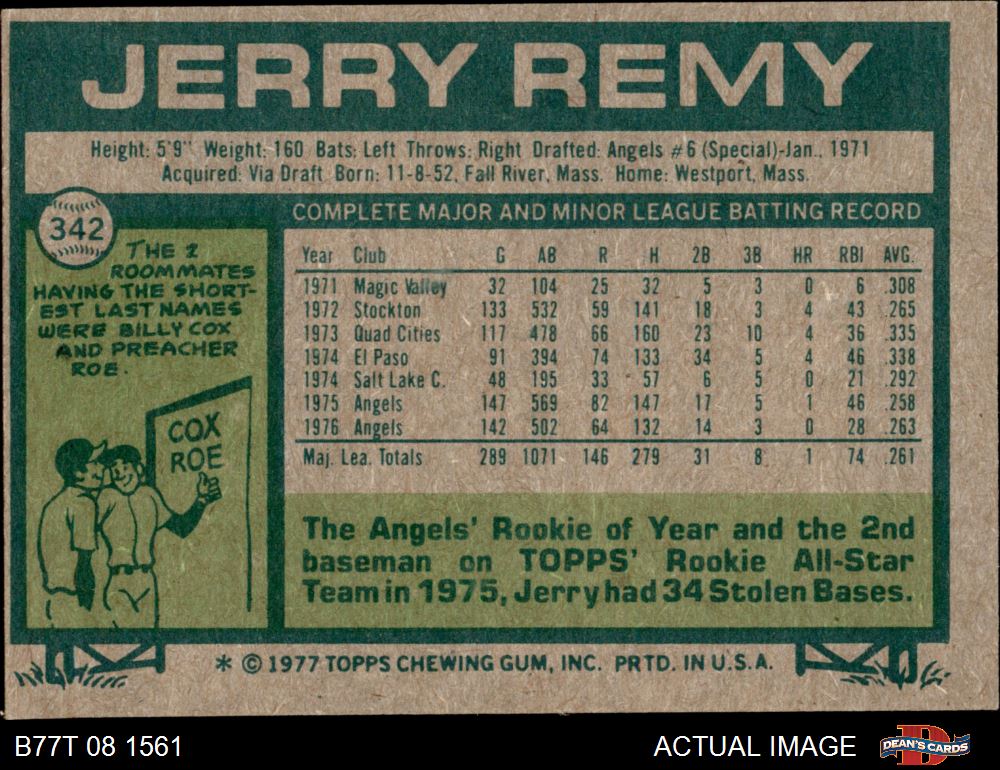 JERRY REMY
Height: 5'9" Weight: 160 Bats: Left Throws: Right Drafted: Angels #6 (Special)-Jan., 1971
Acquired: Via Draft Born: 11-8-52, Fall River, Mass. Home: Westport, Mass.
342
THE 2
ROOMMATES
HAVING THE SHORT-
EST LAST NAMES
WERE BILLY COX
AND PREACHER
ROE.
COX
ROE
COMPLETE MAJOR AND MINOR LEAGUE BATTING RECORD
Year Club G AB R H 2B 3B HR RBI AVG.
1971 Magic Valley 32 104 25 32 5 3 0 6 .308
1972 Stockton 133 532 59 141 18 3 4 43 .265
1973 Quad Cities 117 478 66 160 23 10 4 36 .335
1974 El Paso 91 394 74 133 34 5 4 46 .338
1974 Salt Lake C. 48 195 33 57 6 5 0 21 .292
1975 Angels 147 569 82 147 17 5 1 46 .258
1976 Angels 142 502 64 132 14 3 0 28 .263
Maj. Lea. Totals 289 1071 146 279 31 8 1 74 .261
The Angels' Rookie of Year and the 2nd
baseman on TOPPS' Rookie All-Star
Team in 1975, Jerry had 34 Stolen Bases.
* © 1977 TOPPS CHEWING GUM, INC. PRTD. IN U.S.A.
B77T 08 1561
ACTUAL IMAGE
D
DEAN'S CARDS